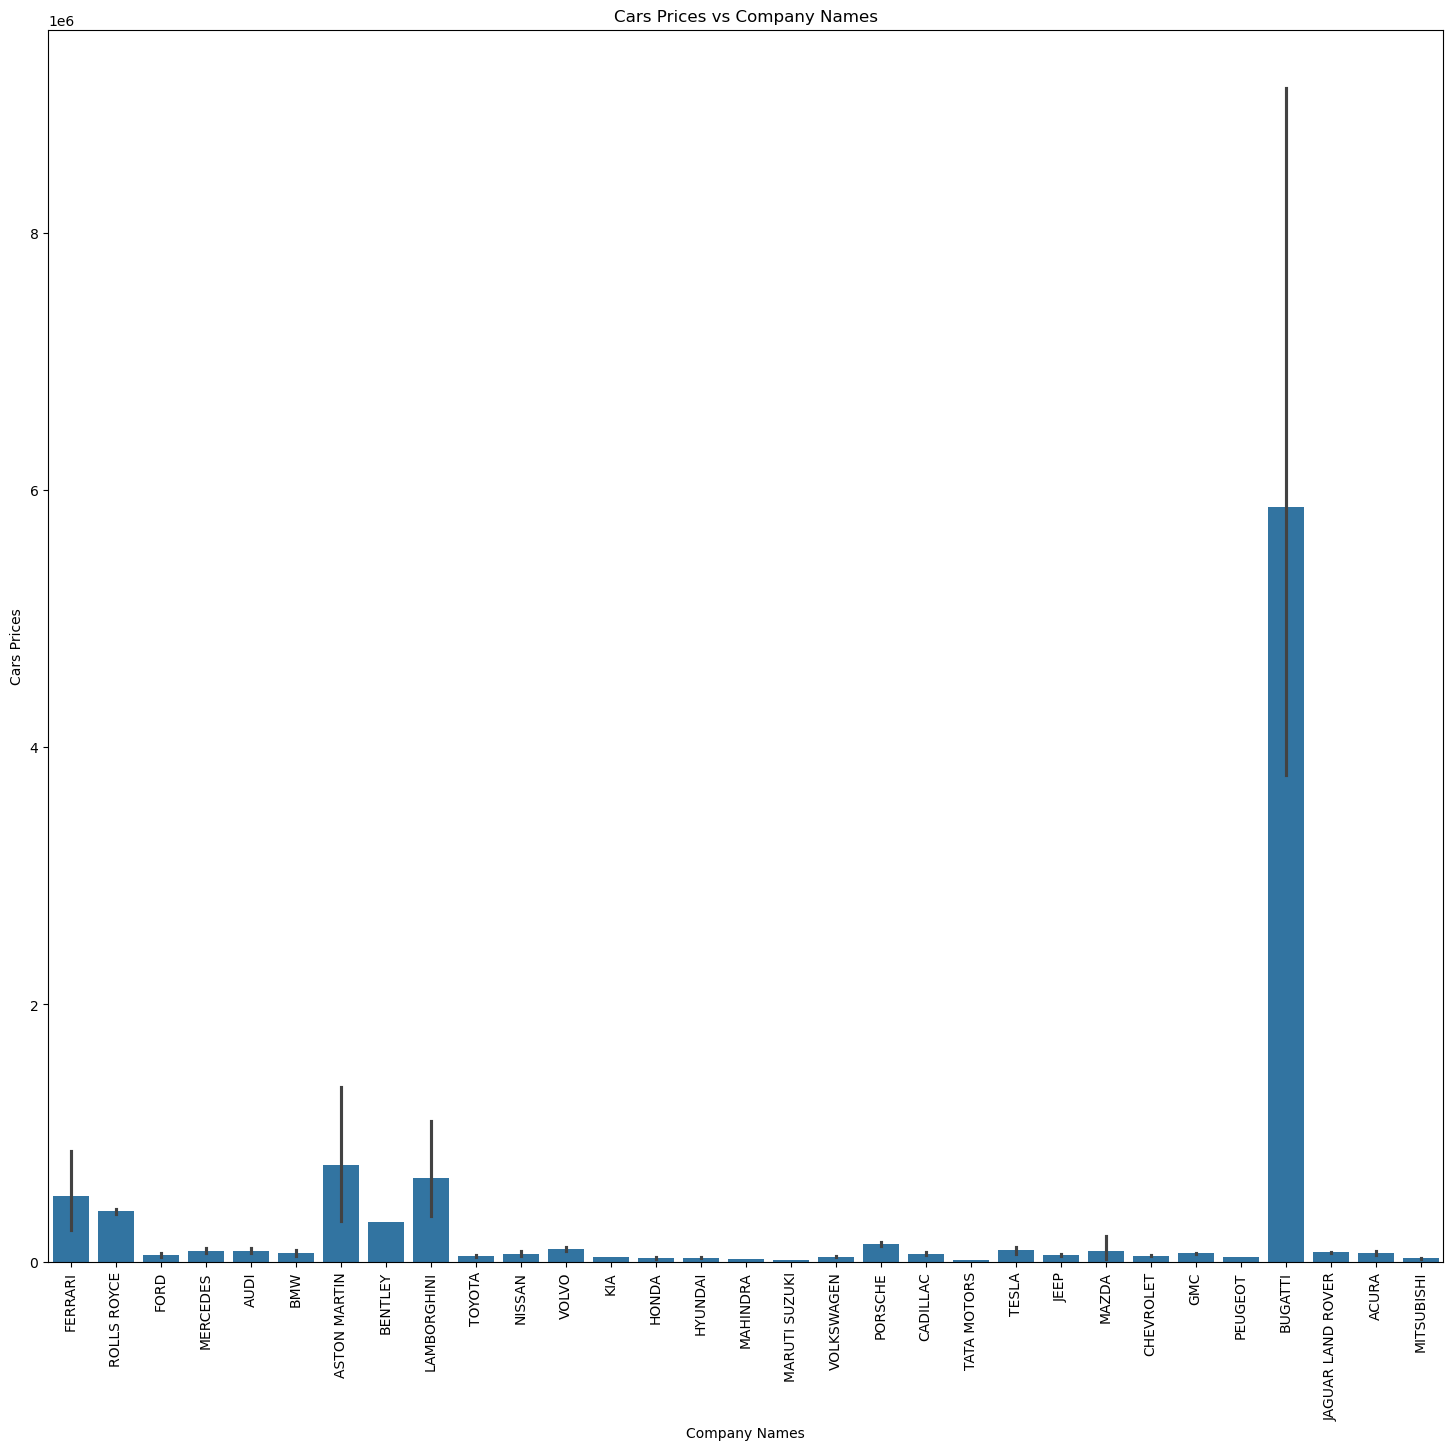 Cars Prices vs Company Names
1e6
8
6
4
2
0
Cars Prices
FERRARI
ROLLS ROYCE
FORD
MERCEDES
AUDI
BMW
ASTON MARTIN
BENTLEY
LAMBORGHINI
TOYOTA
NISSAN
VOLVO
KIA
HONDA
HYUNDAI
MAHINDRA
MARUTI SUZUKI
VOLKSWAGEN
PORSCHE
CADILLAC
TATA MOTORS
TESLA
JEEP
MAZDA
CHEVROLET
GMC
PEUGEOT
BUGATTI
JAGUAR LAND ROVER
ACURA
MITSUBISHI
Company Names